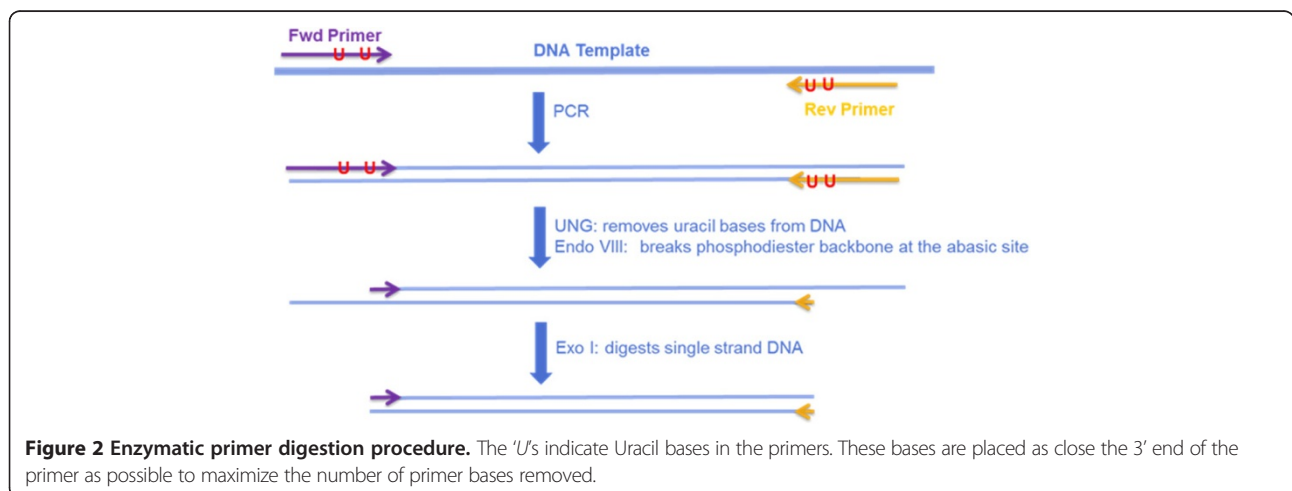 Fwd Primer
U U
DNA Template
U U
Rev Primer
PCR
U U
U U
UNG: removes uracil bases from DNA
Endo VIII: breaks phosphodiester backbone at the abasic site
Exo I: digests single strand DNA
Figure 2 Enzymatic primer digestion procedure. The ‘U’s indicate Uracil bases in the primers. These bases are placed as close the 3’ end of the
primer as possible to maximize the number of primer bases removed.